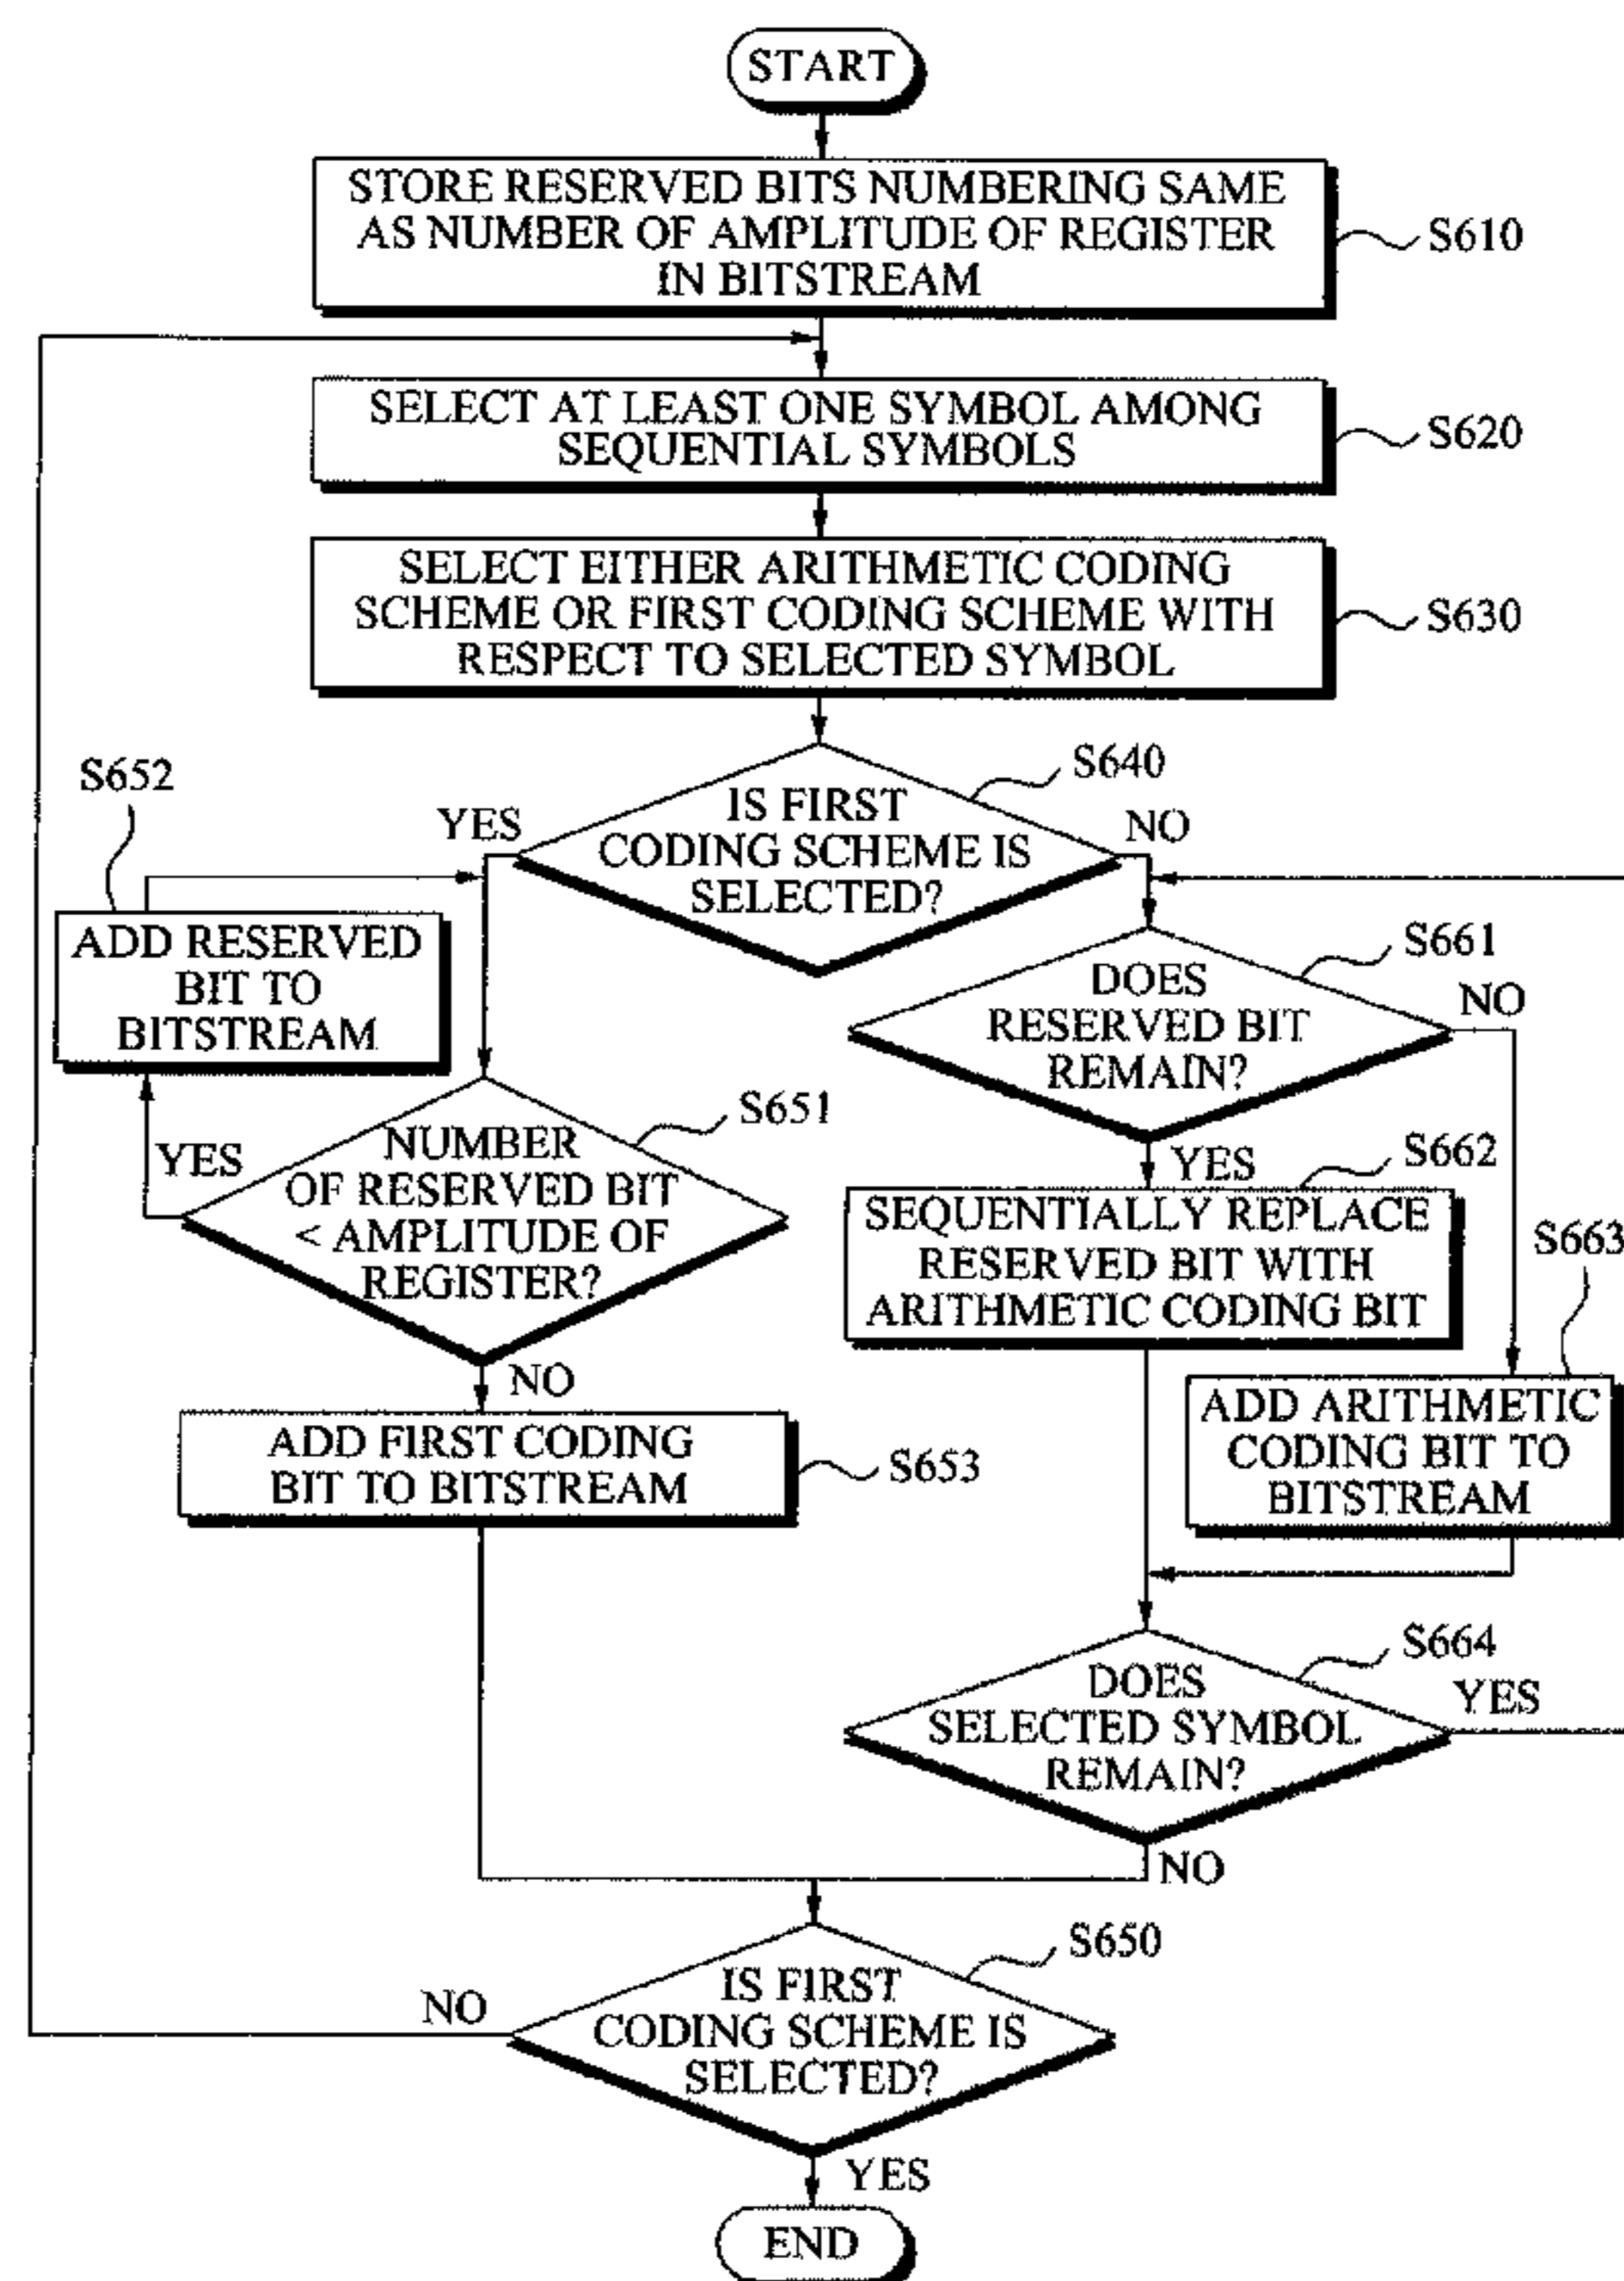 START
STORE RESERVED BITS NUMBERING SAME
AS NUMBER OF AMPLITUDE OF REGISTER
IN BITSTREAM
S610
SELECT AT LEAST ONE SYMBOL AMONG
SEQUENTIAL SYMBOLS
S620
SELECT EITHER ARITHMETIC CODING
SCHEME OR FIRST CODING SCHEME WITH
RESPECT TO SELECTED SYMBOL
S630
S640
IS FIRST
CODING SCHEME IS
SELECTED?
YES
NO
S652
ADD RESERVED
BIT TO
BITSTREAM
S661
DOES
RESERVED BIT
REMAIN?
NO
YES
S651
NUMBER
OF RESERVED BIT
< AMPLITUDE OF
REGISTER?
YES
NO
S662
SEQUENTIALLY REPLACE
RESERVED BIT WITH
ARITHMETIC CODING BIT
S663
ADD ARITHMETIC
CODING BIT TO
BITSTREAM
ADD FIRST CODING
BIT TO BITSTREAM
S653
S664
DOES
SELECTED SYMBOL
REMAIN?
YES
NO
S650
IS FIRST
CODING SCHEME IS
SELECTED?
NO
YES
END